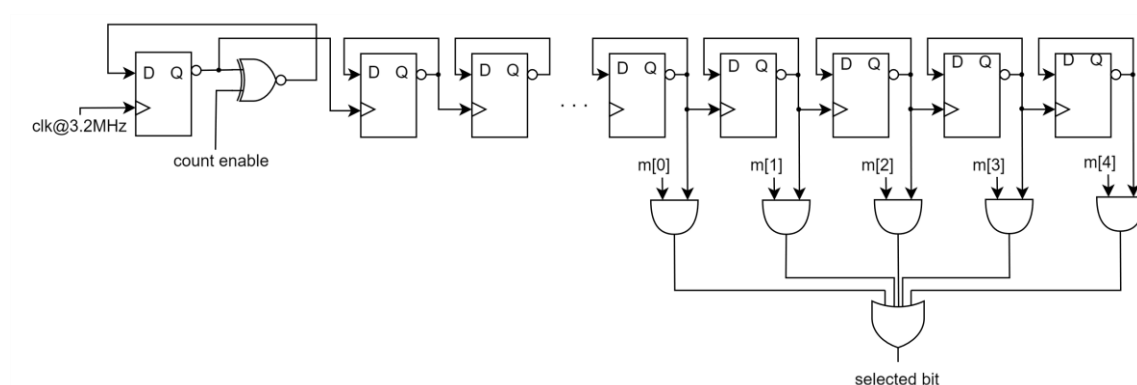 D Q
D Q
D Q
D Q
D Q
D Q
D Q
D Q
clk@3.2MHz
. . .
count enable
m[0]
m[1]
m[2]
m[3]
m[4]
selected bit